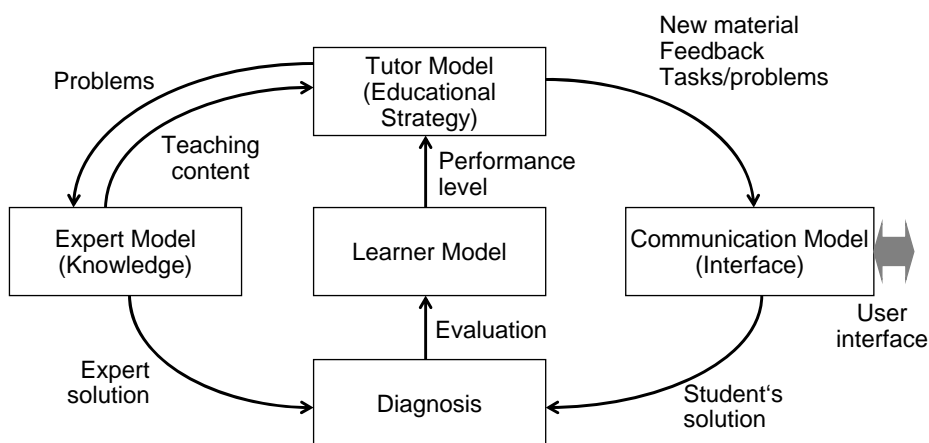 New material
Feedback
Tasks/problems
Problems
Tutor Model
(Educational
Strategy)
Teaching
content
Performance
level
Expert Model
(Knowledge)
Learner Model
Communication Model
(Interface)
User
interface
Evaluation
Expert
solution
Diagnosis
Student‘s
solution